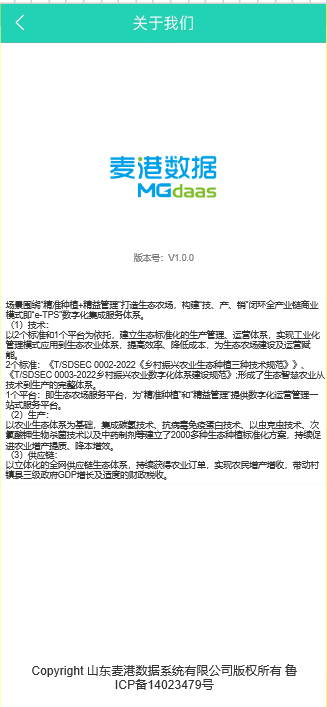 关于我们
麦港数据
MGdaas
版本号：V1.0.0
场景围绕“精准种植+精益管理”打造生态农场，构建“技、产、销”闭环全产业链商业
模式即“e-TPS”数字化集成服务体系。
（1）技术：
以2个标准和1个平台为依托，建立生态标准化的生产管理、运营体系，实现工业化
管理模式应用到生态农业体系，提高效率、降低成本，为生态农场建设及运营赋
能。
2个标准：《T/SDSEC 0002-2022《乡村振兴农业生态种植三种技术规范》》、
《T/SDSEC 0003-2022乡村振兴农业数字化体系建设规范》;形成了生态智慧农业从
技术到生产的完整体系。
1个平台：即生态农场服务平台，为“精准种植”和“精益管理”提供数字化运营管理一
站式服务平台。
（2）生产：
以农业生态体系为基础，集成碳氢技术、抗病毒免疫蛋白技术、以虫克虫技术、次
氯酸钾生物杀菌技术以及中药制剂等建立了2000多种生态种植标准化方案，持续促
进农业增产提质、降本增效。
（3）供应链：
以立体化的全网供应链生态体系，持续获得农业订单，实现农民增产增收，带动村
镇县三级政府GDP增长及适度的财政税收。
Copyright 山东麦港数据系统有限公司版权所有 鲁
ICP备14023479号